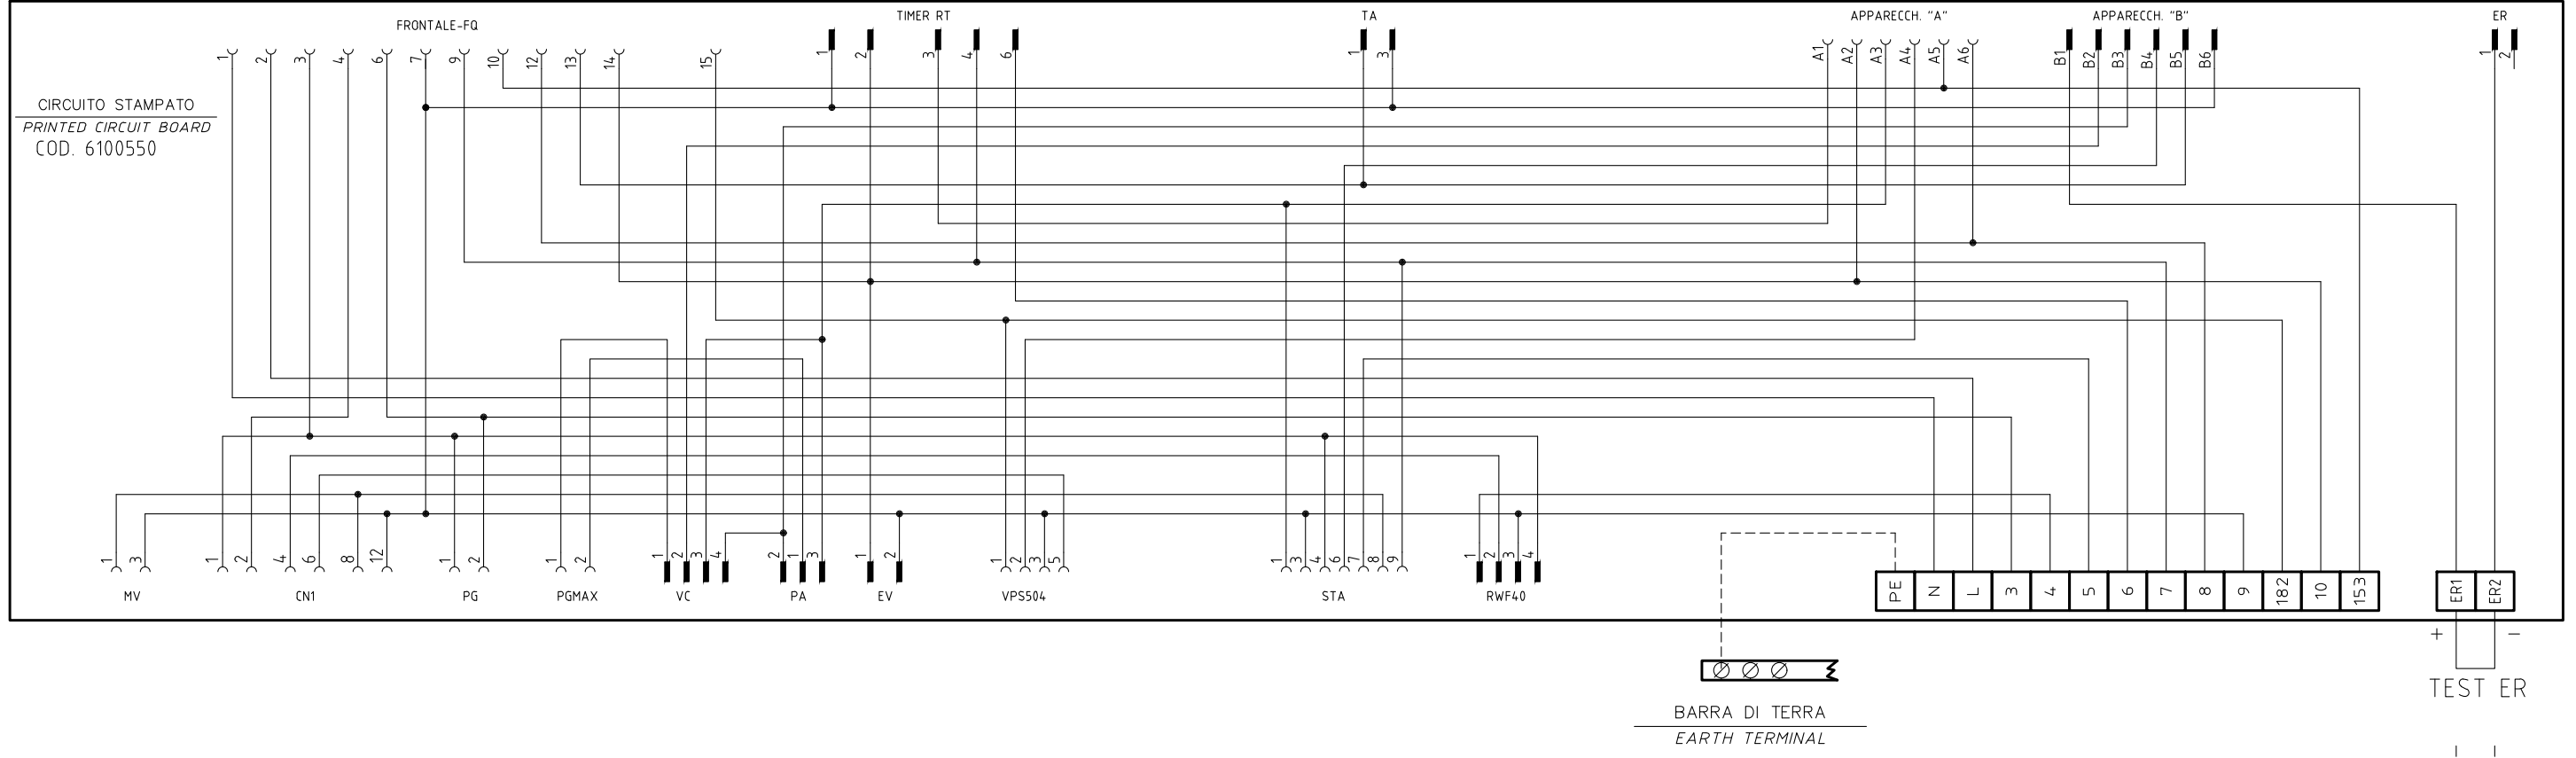 FRONTALE-FQ
TIMER RT
TA
APPARECCH. "A"
APPARECCH. "B"
ER
1 2 3 4 6 7 9 10 12 13 14 15
1 2 3 4 6
1 3
A1 A2 A3 A4 A5 A6
B1 B2 B3 B4 B5 B6
1 2
CIRCUITO STAMPATO
PRINTED CIRCUIT BOARD
COD. 6100550
1 3
1 2 4 6 8 12
1 2
1 2
1 2 3 4
2 1 3
1 2
1 2 3 5
1 3 4 6 7 8 9
1 2 3 4
MV
CN1
PG
PGMAX
VC
PA
EV
VPS504
STA
RWF40
PE N L 3 4 5 6 7 8 9 182 10 153
ER1 ER2
+ −
TEST ER
BARRA DI TERRA
EARTH TERMINAL